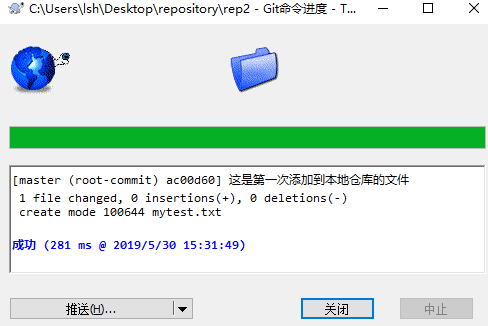 C:\Users\lsh\Desktop\repository\rep2 - Git命令进度 - T...
[master (root-commit) ac00d60] 这是第一次添加到本地仓库的文件
1 file changed, 0 insertions(+), 0 deletions(-)
create mode 100644 mytest.txt
成功 (281 ms @ 2019/5/30 15:31:49)
推送(H)... 关闭 中止